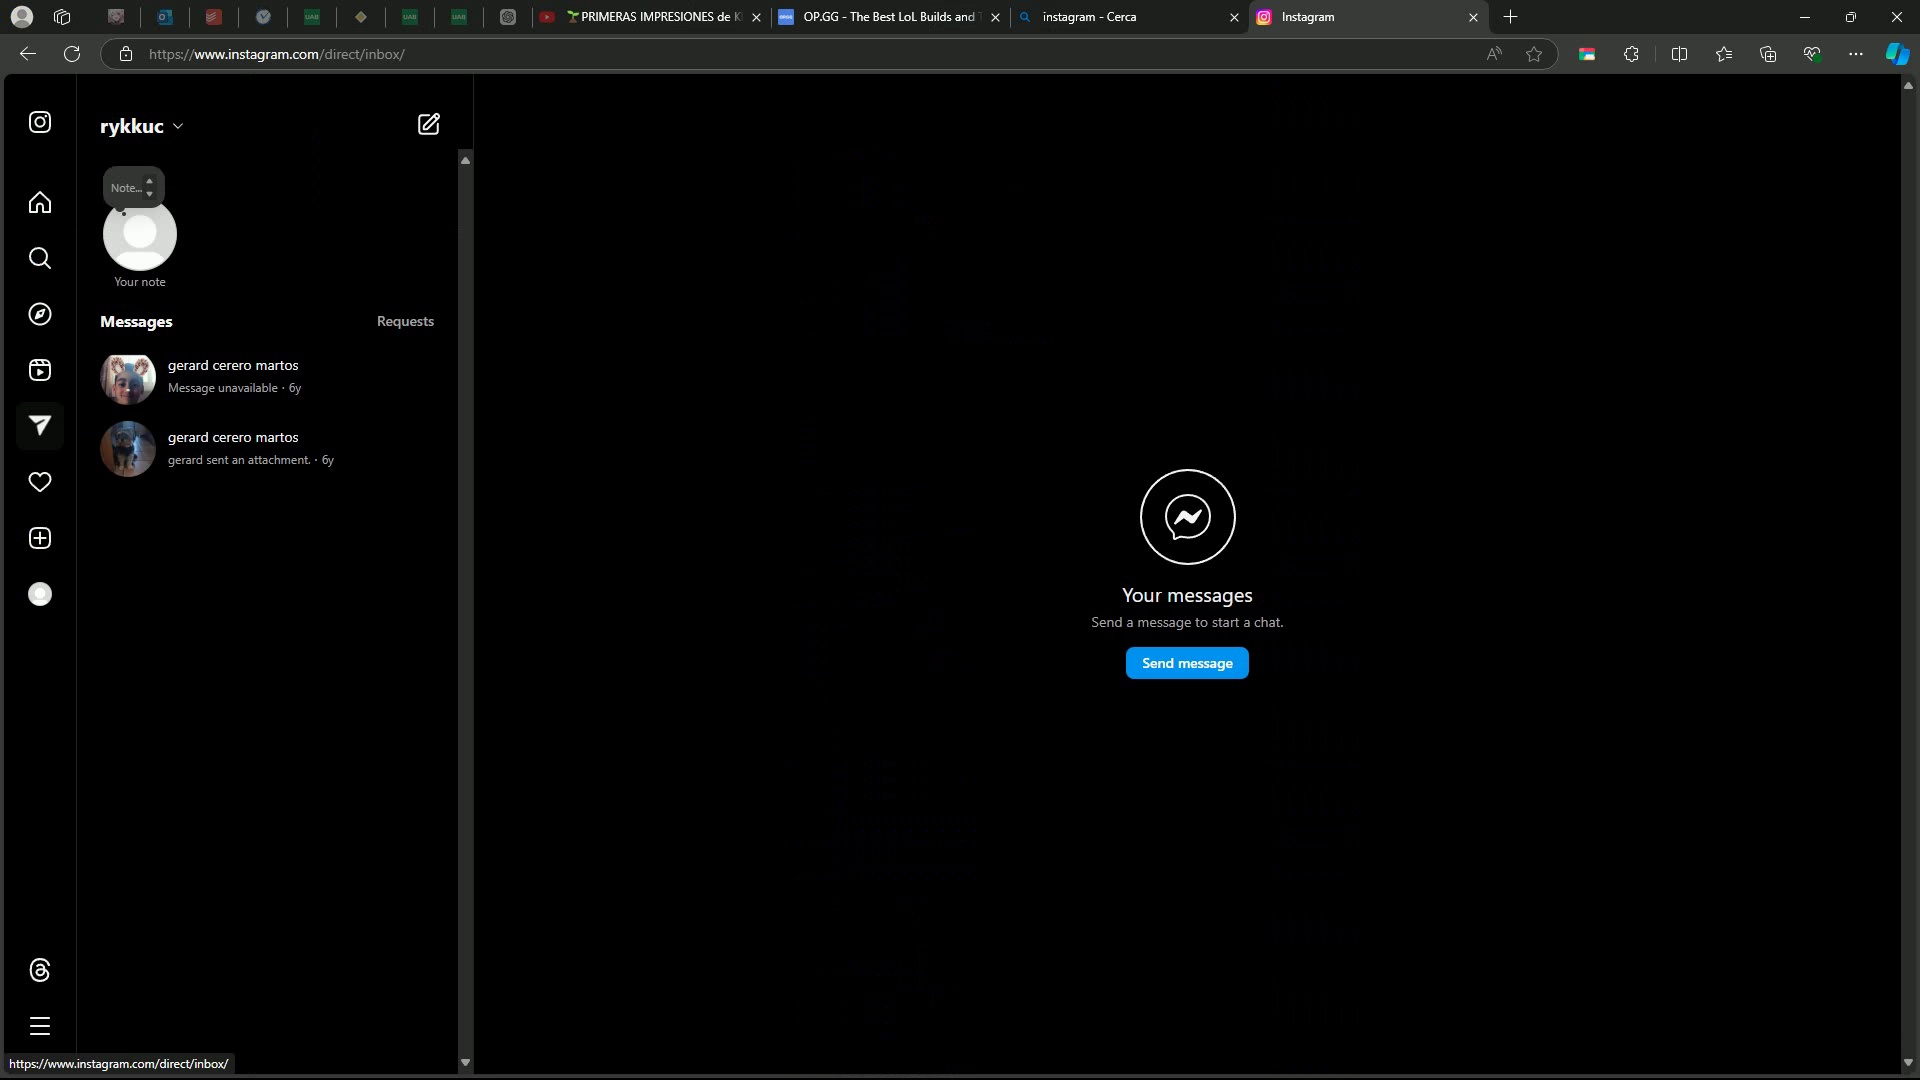 PRIMERAS IMPRESIONES de K
OP.GG - The Best LoL Builds and
instagram - Cerca
Instagram
https://www.instagram.com/direct/inbox/
rykkuc
Note...
Your note
Messages
Requests
gerard cerero martos
Message unavailable · 6y
gerard cerero martos
gerard sent an attachment. · 6y
Your messages
Send a message to start a chat.
Send message
https://www.instagram.com/direct/inbox/